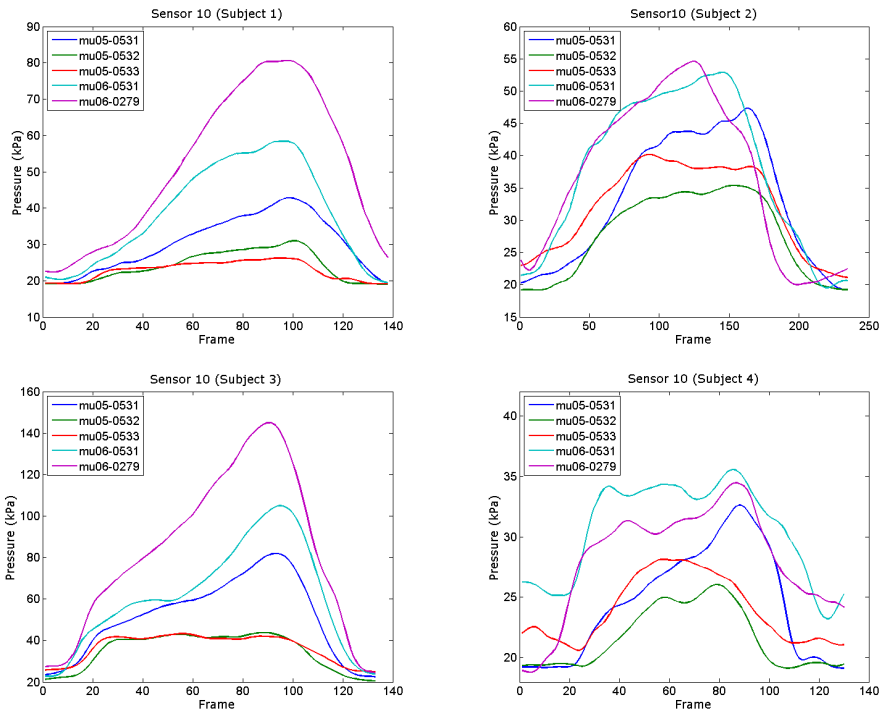 Sensor 10 (Subject 1)
Pressure (kPa)
90
80
70
60
50
40
30
20
10
mu05-0531
mu05-0532
mu05-0533
mu06-0531
mu06-0279
0 20 40 60 80 100 120 140
Frame
Sensor10 (Subject 2)
Pressure (kPa)
60
55
50
45
40
35
30
25
20
15
mu05-0531
mu05-0532
mu05-0533
mu06-0531
mu06-0279
0 50 100 150 200 250
Frame
Sensor 10 (Subject 3)
Pressure (kPa)
160
140
120
100
80
60
40
20
mu05-0531
mu05-0532
mu05-0533
mu06-0531
mu06-0279
0 20 40 60 80 100 120 140
Frame
Sensor 10 (Subject 4)
Pressure (kPa)
40
35
30
25
20
mu05-0531
mu05-0532
mu05-0533
mu06-0531
mu06-0279
0 20 40 60 80 100 120 140
Frame